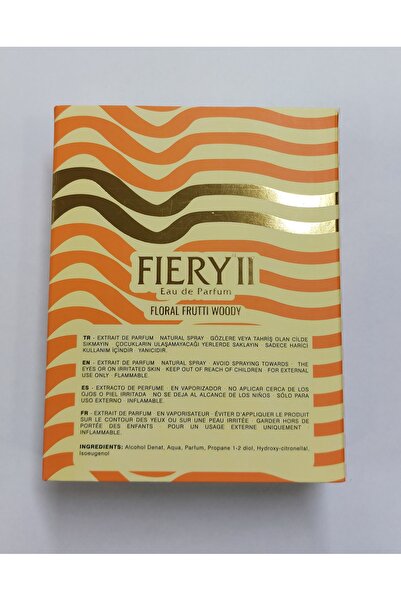 FIERY II
Eau de Parfum
FLORAL FRUTTI WOODY
TR - EXTRAIT DE PARFUM · NATURAL SPRAY · GÖZLERE VEYA TAHRİŞ OLAN CİLDE
SIKMAYIN · ÇOCUKLARIN ULAŞAMAYACAĞI YERLERDE SAKLAYIN · SADECE HARİCİ
KULLANIM İÇİNDİR · YANICIDIR.
EN - EXTRAIT DE PARFUM · NATURAL SPRAY · AVOID SPRAYING TOWARDS · THE
EYES OR ON IRRITATED SKIN · KEEP OUT OF REACH OF CHILDREN · FOR EXTERNAL
USE ONLY · FLAMMABLE.
ES - EXTRACTO DE PERFUME · EN VAPORIZADOR · NO APLICAR CERCA DE LOS
OJOS O PIEL IRRITADA · NO SE DEJA AL ALCANCE DE LOS NIÑOS · SÓLO PARA
USO EXTERNO · INFLAMABLE.
FR - EXTRAIT DE PARFUM · EN VAPORISATEUR · ÉVITER D'APPLIQUER LE PRODUIT
SUR LE CONTOUR DES YEUX OU SUR UNE PEAU IRRITÉE · GARDER HORS DE
PORTÉE DES ENFANTS · POUR UN USAGE EXTERNE UNIQUEMENT ·
INFLAMMABLE.
INGREDIENTS: Alcohol Denat, Aqua, Parfum, Propane 1-2 diol, Hydroxy-citronellal,
Isoeugenol